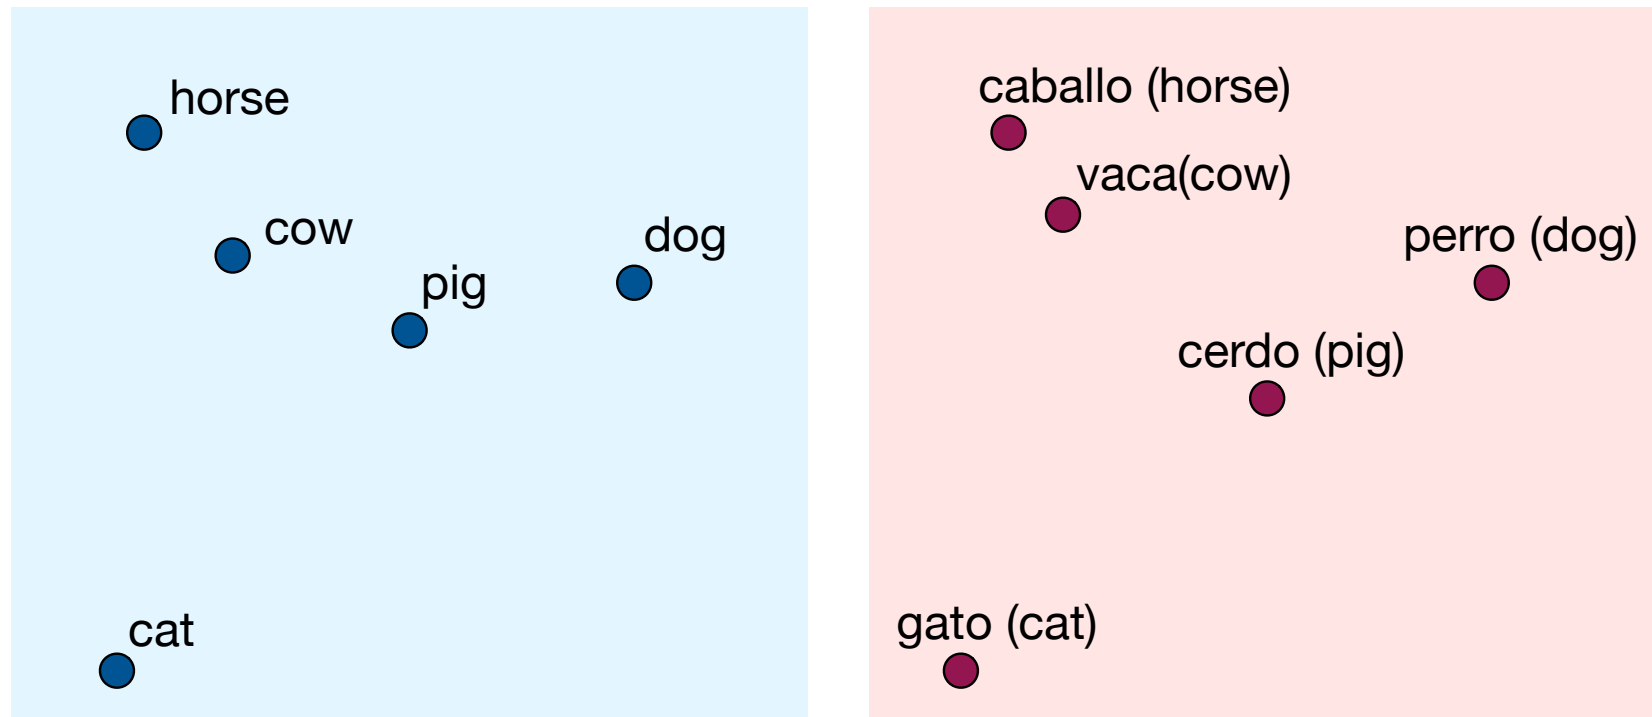 horse
cow
pig
dog
cat
caballo (horse)
vaca(cow)
perro (dog)
cerdo (pig)
gato (cat)